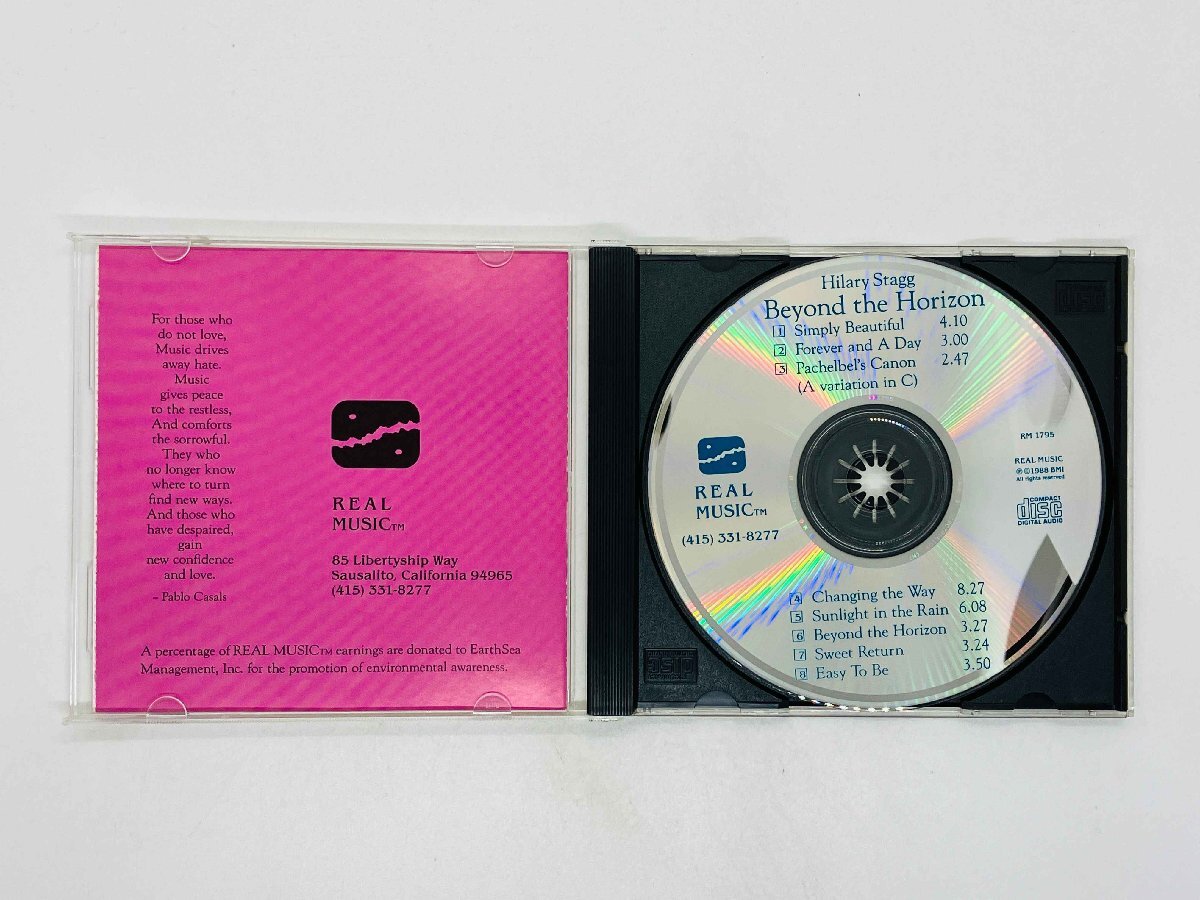 For those who
do not love,
Music drives
away hate.
Music
gives peace
to the restless,
And comforts
the sorrowful.
They who
no longer know
where to turn
find new ways.
And those who
have despaired,
gain
new confidence
and love.
– Pablo Casals
REAL
MUSIC™
85 Libertyship Way
Sausalito, California 94965
(415) 331-8277
A percentage of REAL MUSIC™ earnings are donated to EarthSea
Management, Inc. for the promotion of environmental awareness.
Hilary Stagg
Beyond the Horizon
1 Simply Beautiful 4.10
2 Forever and A Day 3.00
3 Pachelbel's Canon 2.47
(A variation in C)
REAL
MUSIC™
(415) 331-8277
RM 1795
REAL MUSIC
℗ © 1988 BMI
All rights reserved
COMPACT
disc
DIGITAL AUDIO
4 Changing the Way 8.27
5 Sunlight in the Rain 6.08
6 Beyond the Horizon 3.27
7 Sweet Return 3.24
8 Easy To Be 3.50
disc
disc